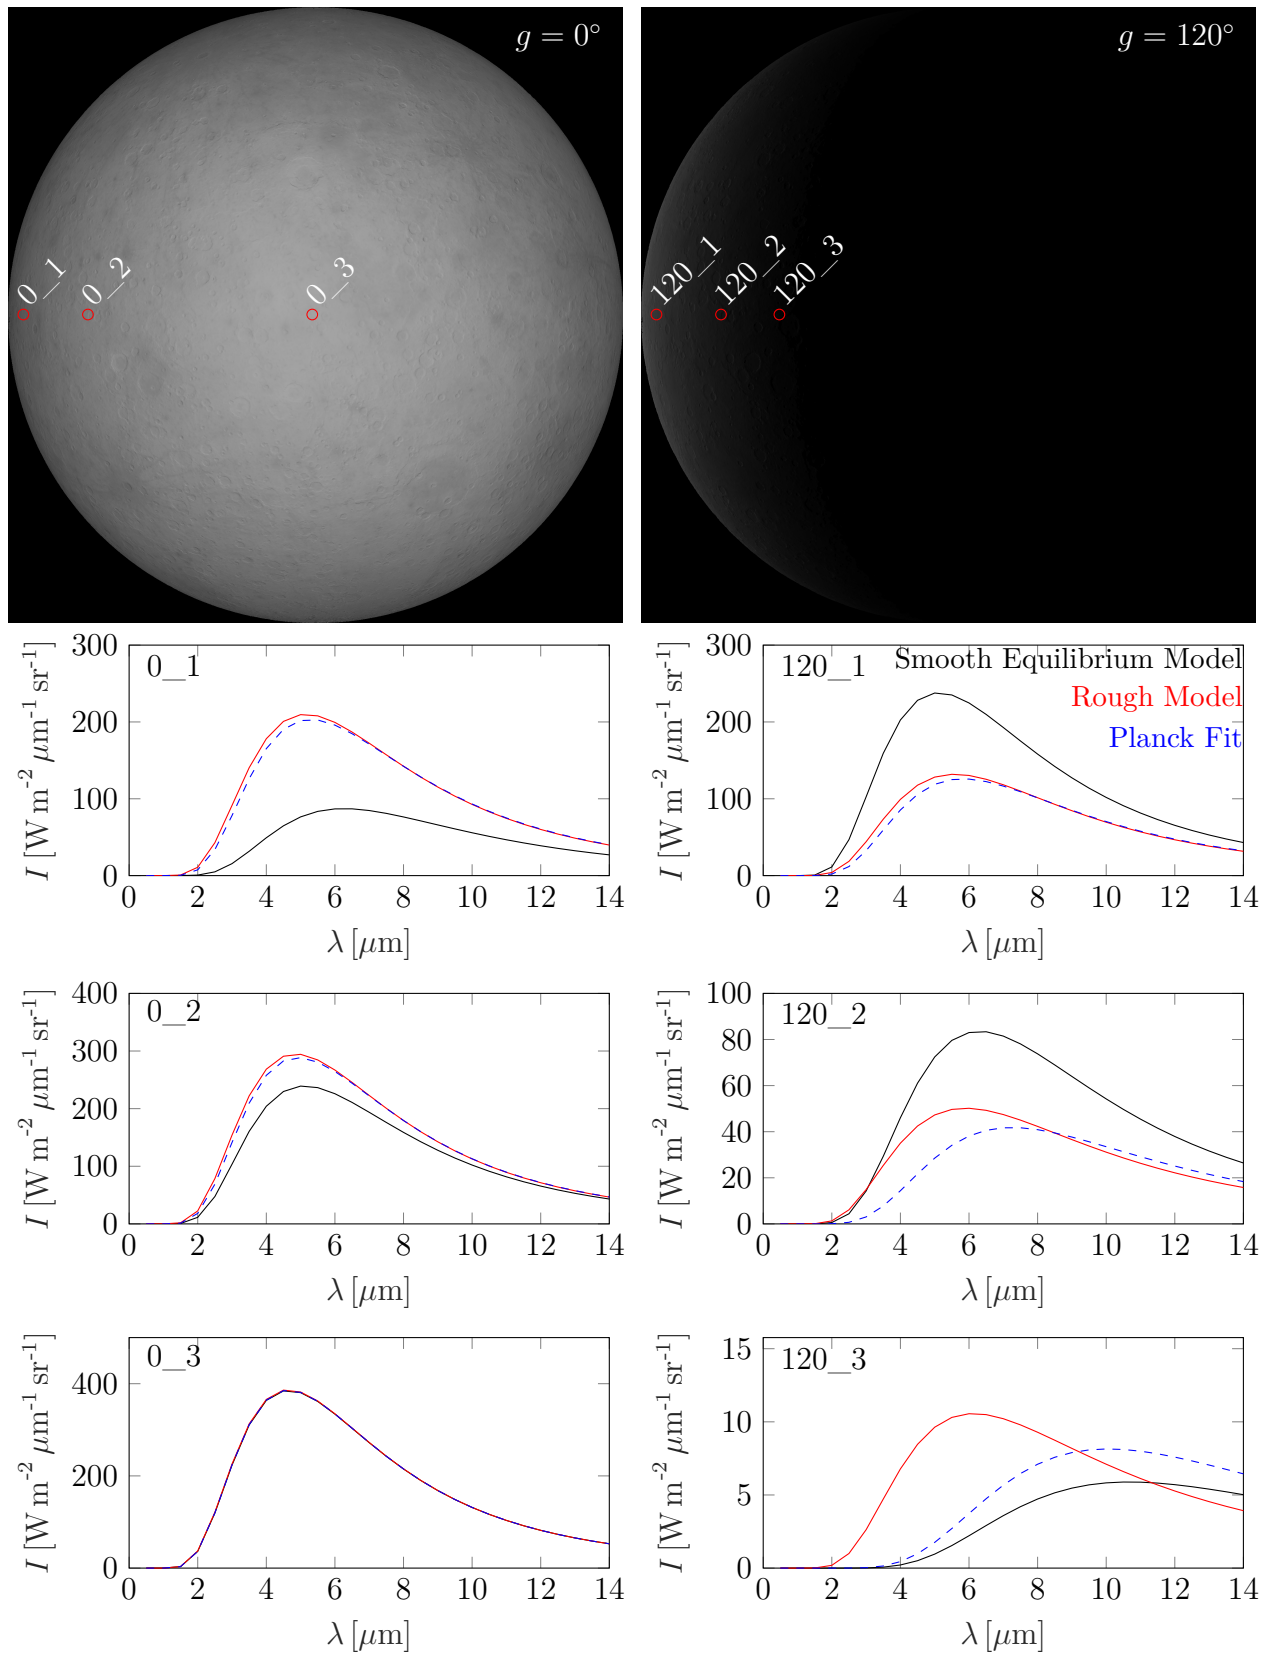 g = 0°
g = 120°
0_1
0_2
0_3
120_1
120_2
120_3
300
200
100
0
0 2 4 6 8 10 12 14
I [W m-2 μm-1 sr-1]
λ [μm]
0_1
300
200
100
0
0 2 4 6 8 10 12 14
I [W m-2 μm-1 sr-1]
λ [μm]
120_1
Smooth Equilibrium Model
Rough Model
Planck Fit
400
300
200
100
0
0 2 4 6 8 10 12 14
I [W m-2 μm-1 sr-1]
λ [μm]
0_2
100
80
60
40
20
0
0 2 4 6 8 10 12 14
I [W m-2 μm-1 sr-1]
λ [μm]
120_2
400
200
0
0 2 4 6 8 10 12 14
I [W m-2 μm-1 sr-1]
λ [μm]
0_3
15
10
5
0
0 2 4 6 8 10 12 14
I [W m-2 μm-1 sr-1]
λ [μm]
120_3